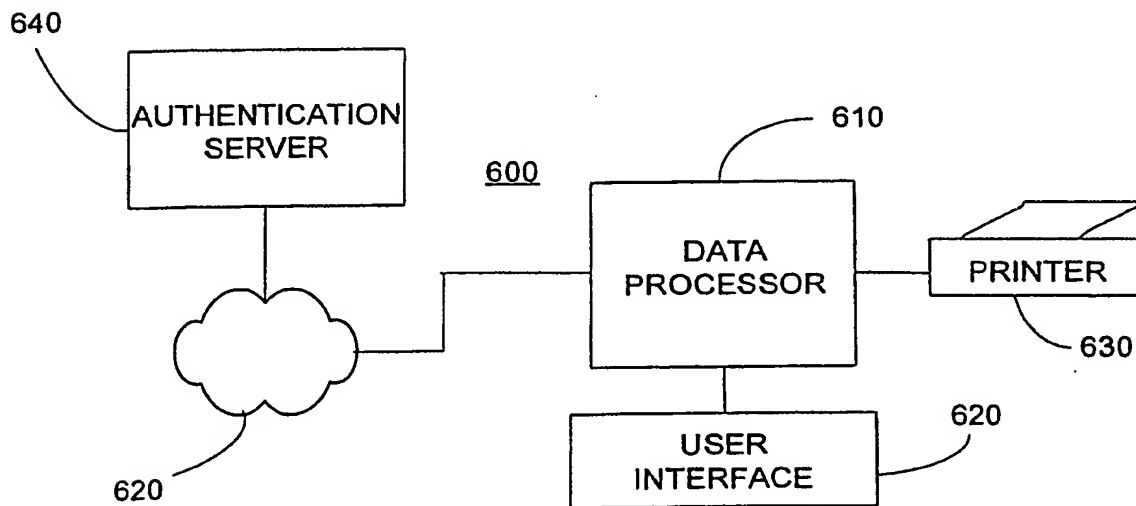 640
AUTHENTICATION
SERVER
600
610
DATA
PROCESSOR
PRINTER
630
620
USER
INTERFACE
620